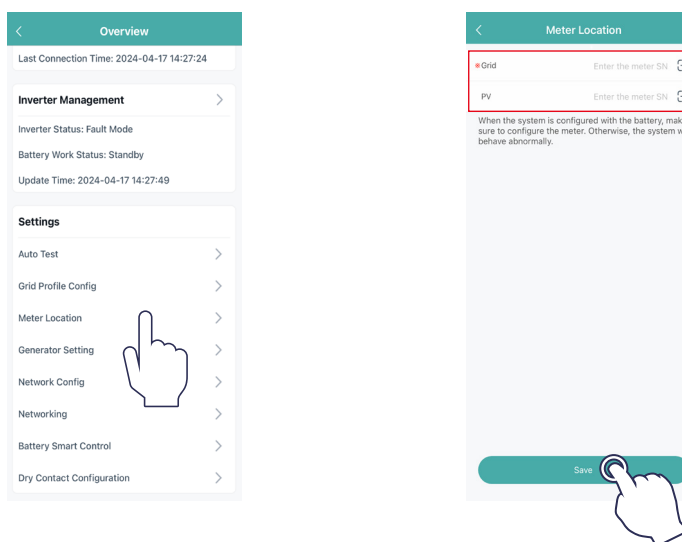 Overview
Last Connection Time: 2024-04-17 14:27:24
Inverter Management
Inverter Status: Fault Mode
Battery Work Status: Standby
Update Time: 2024-04-17 14:27:49
Settings
Auto Test
Grid Profile Config
Meter Location
Generator Setting
Network Config
Networking
Battery Smart Control
Dry Contact Configuration
Meter Location
*Grid Enter the meter SN
PV Enter the meter SN
When the system is configured with the battery, mak
sure to configure the meter. Otherwise, the system w
behave abnormally.
Save